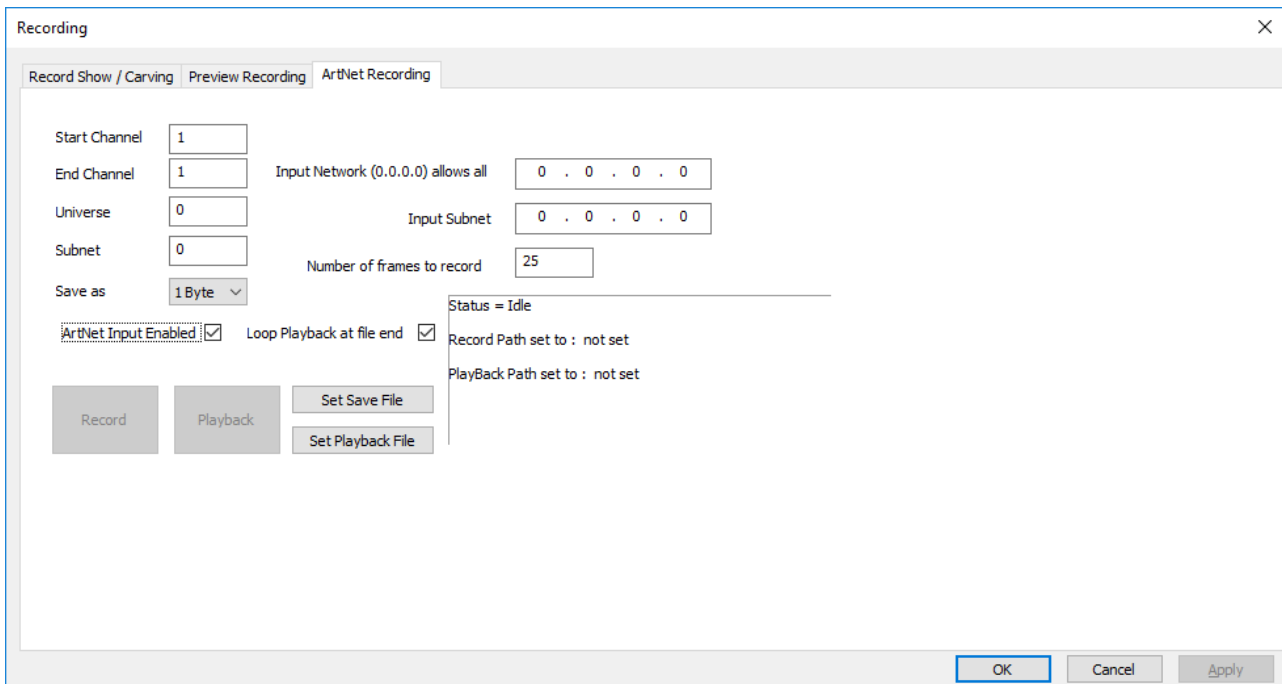 Recording
Record Show / Carving Preview Recording ArtNet Recording
Start Channel 1
End Channel 1 Input Network (0.0.0.0) allows all 0 . 0 . 0 . 0
Universe 0 Input Subnet 0 . 0 . 0 . 0
Subnet 0 Number of frames to record 25
Save as 1 Byte
Status = Idle
ArtNet Input Enabled Loop Playback at file end Record Path set to : not set
PlayBack Path set to : not set
Record Playback Set Save File
Set Playback File
OK Cancel Apply